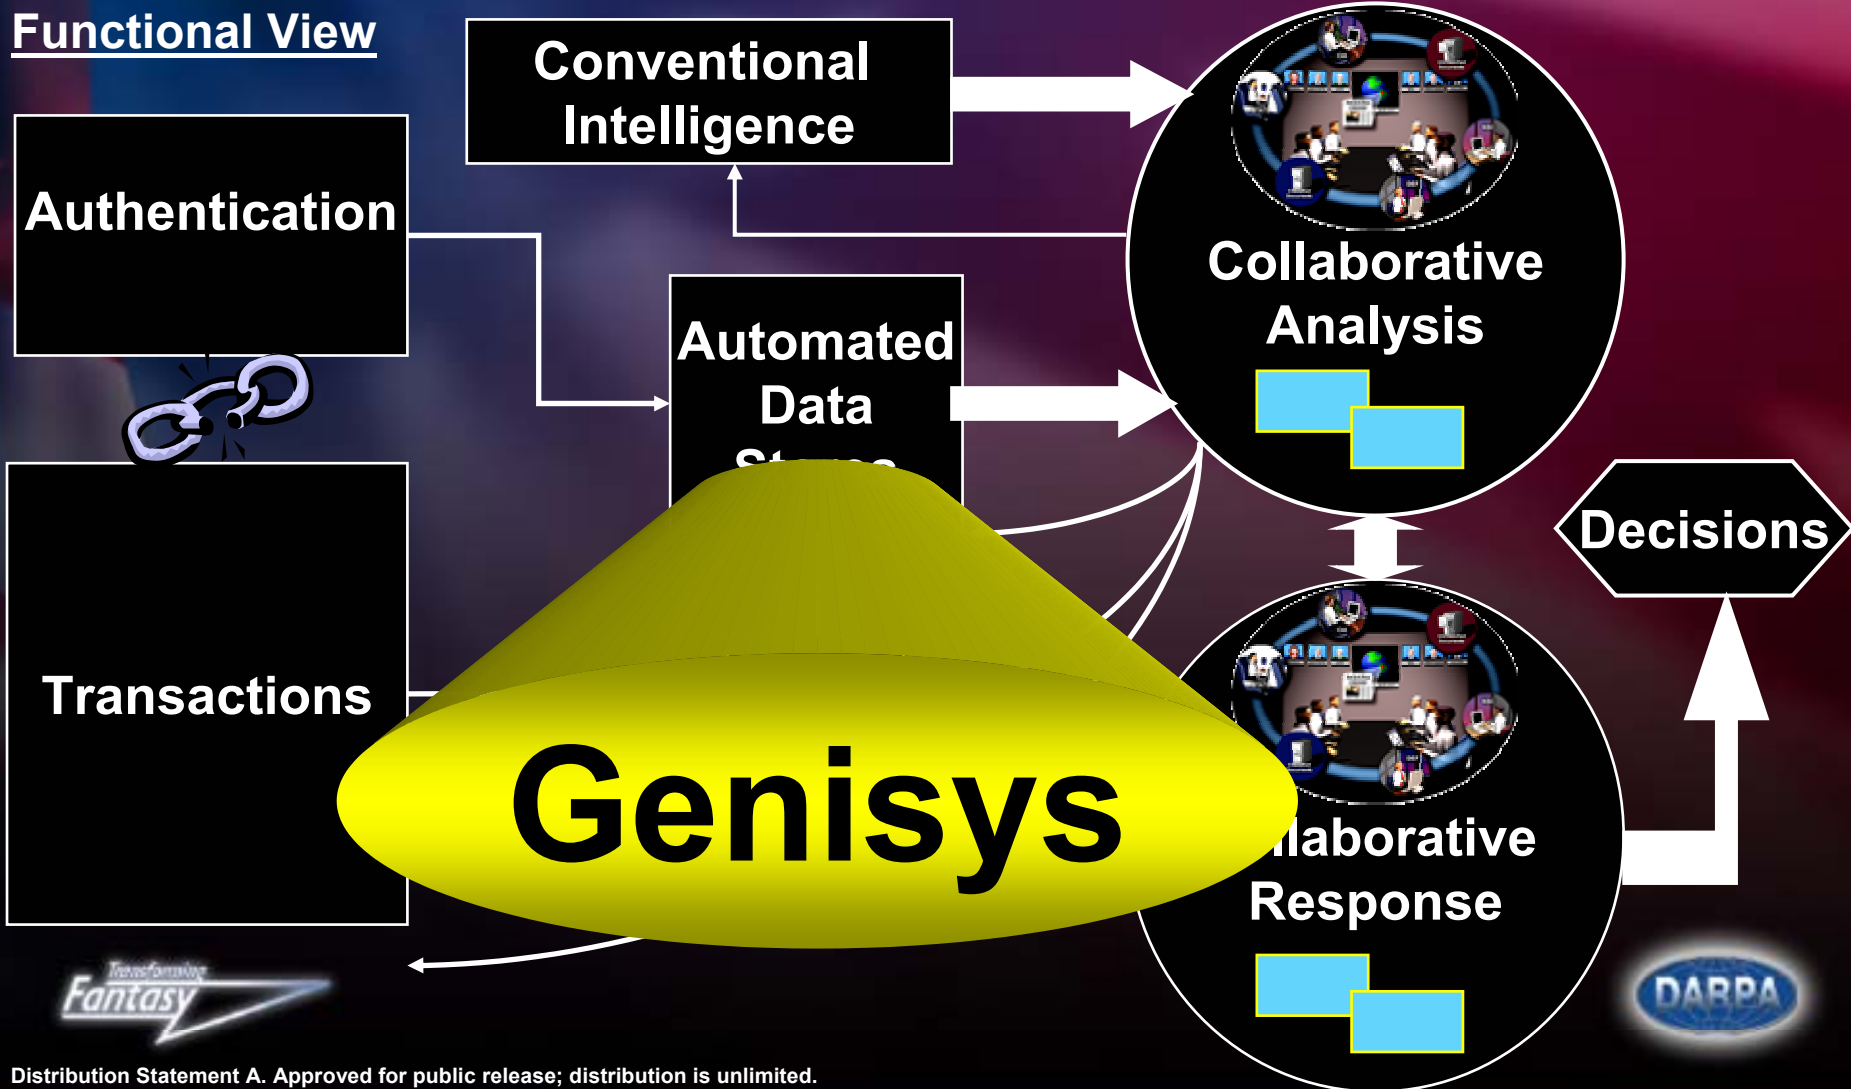 Functional View
Conventional
Intelligence
Authentication
Collaborative
Analysis
Automated
Data
Stores
Decisions
Transactions
Genisys
llaborative
Response
Transforming
Fantasy
DARPA
Distribution Statement A. Approved for public release; distribution is unlimited.